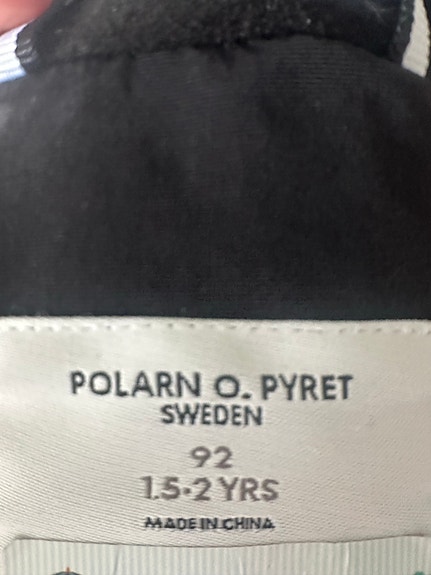 POLARN O. PYRET
SWEDEN
92
1.5-2 YRS
MADE IN CHINA